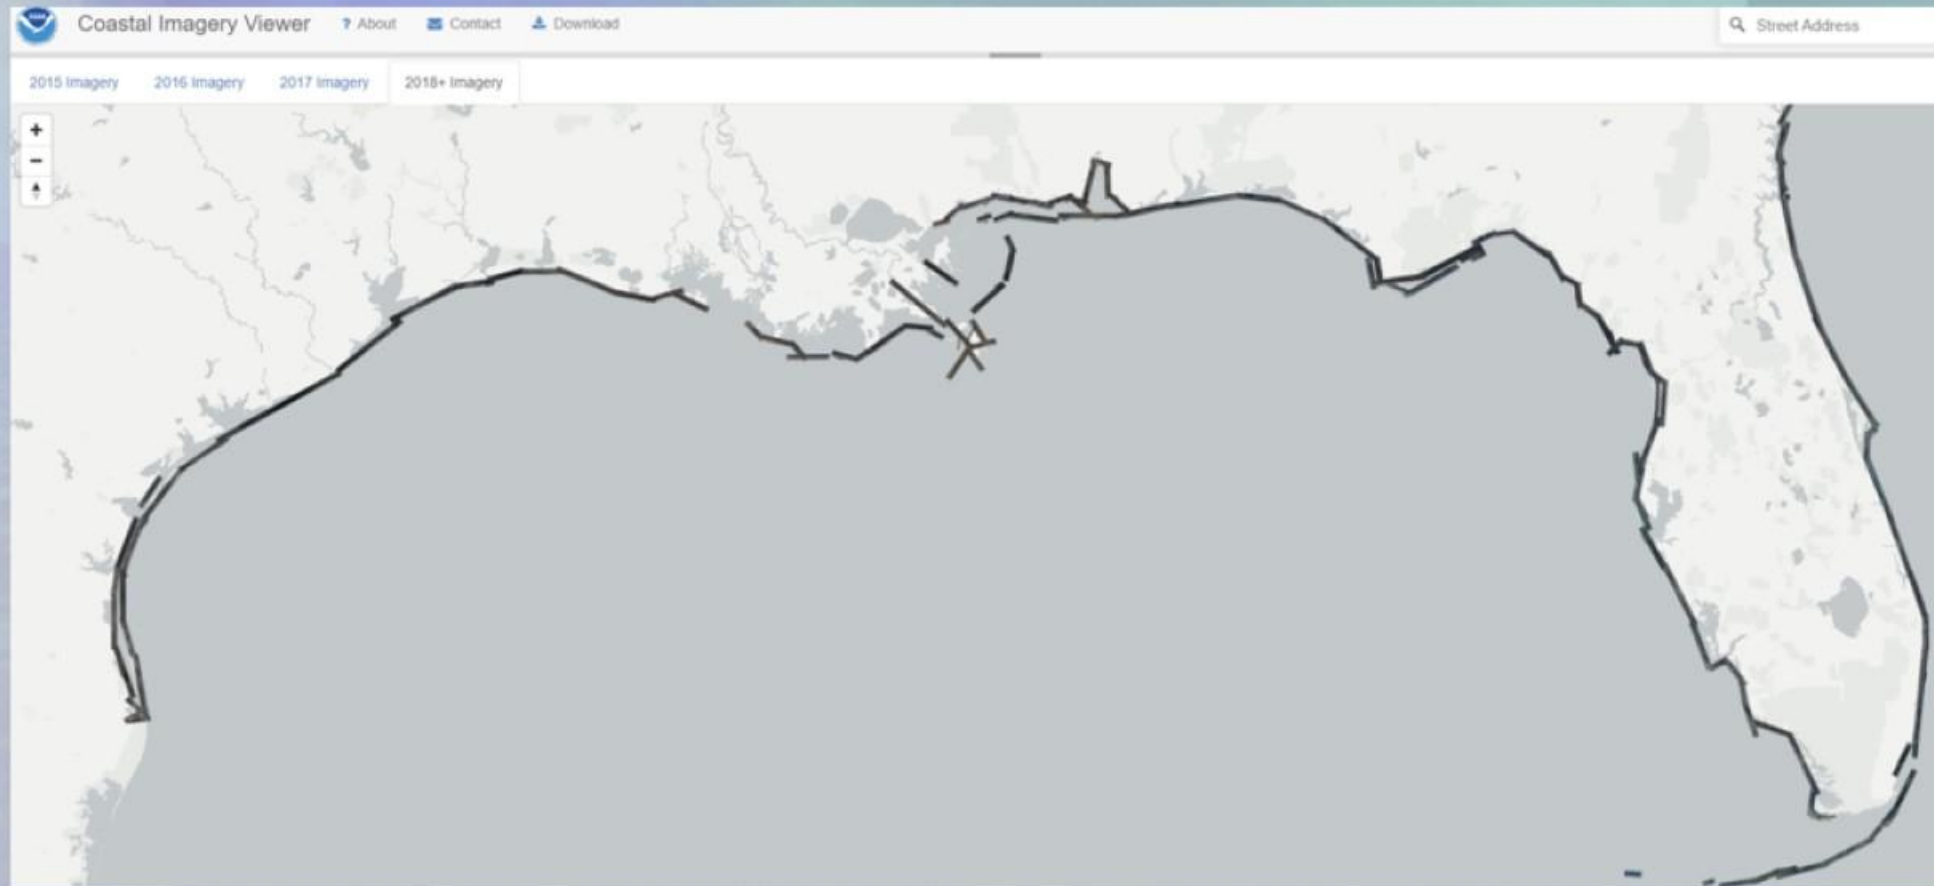 Coastal Imagery Viewer ? About Contact Download Street Address
2015 Imagery 2016 Imagery 2017 Imagery 2018+ Imagery
+
−